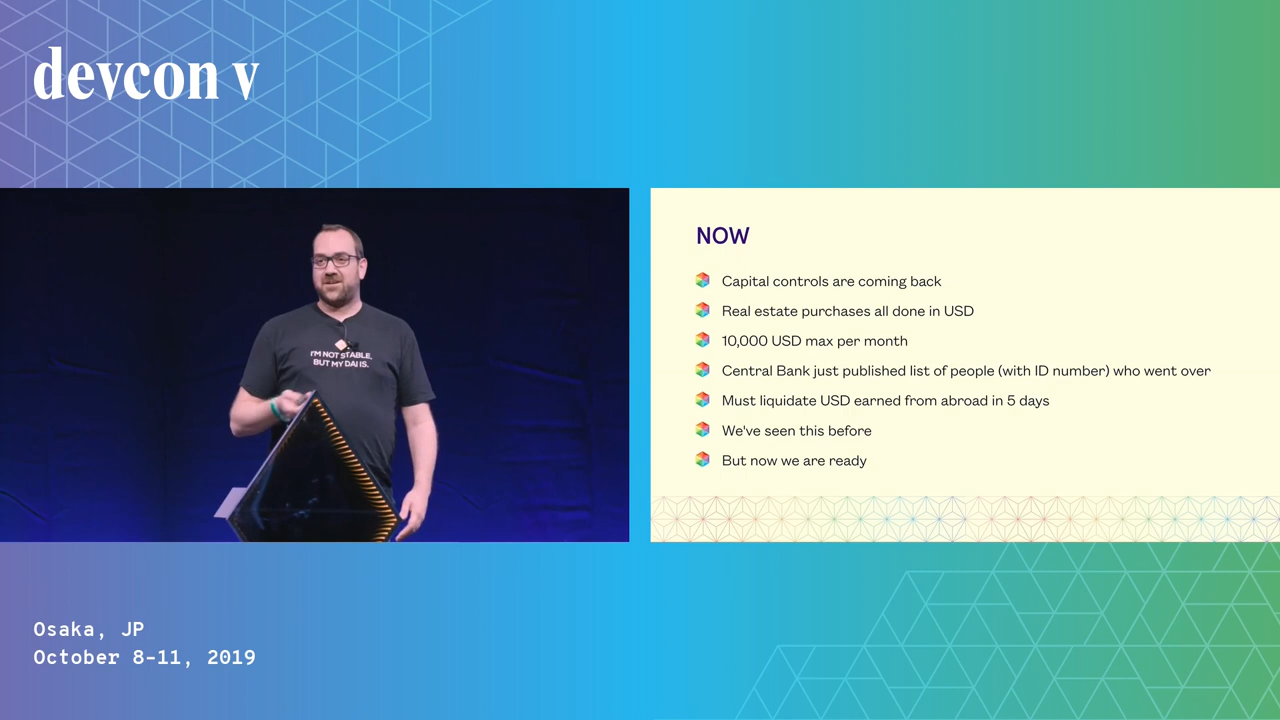 devcon v
I'M NOT STABLE,
BUT MY DAI IS.
NOW
Capital controls are coming back
Real estate purchases all done in USD
10,000 USD max per month
Central Bank just published list of people (with ID number) who went over
Must liquidate USD earned from abroad in 5 days
We've seen this before
But now we are ready
Osaka, JP
October 8-11, 2019